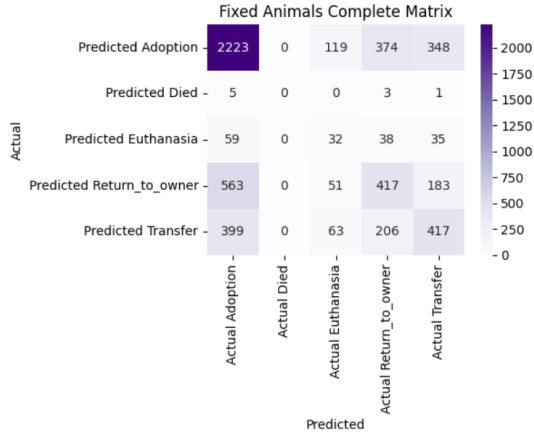 Fixed Animals Complete Matrix
Actual
Predicted Adoption 2223 0 119 374 348
Predicted Died 5 0 0 3 1
Predicted Euthanasia 59 0 32 38 35
Predicted Return_to_owner 563 0 51 417 183
Predicted Transfer 399 0 63 206 417
Actual Adoption
Actual Died
Actual Euthanasia
Actual Return_to_owner
Actual Transfer
Predicted
2000
1750
1500
1250
1000
750
500
250
0